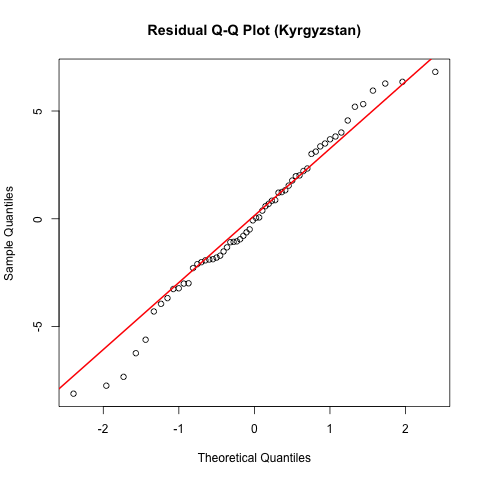 Residual Q-Q Plot (Kyrgyzstan)
Sample Quantiles
5
0
-5
-2 -1 0 1 2
Theoretical Quantiles